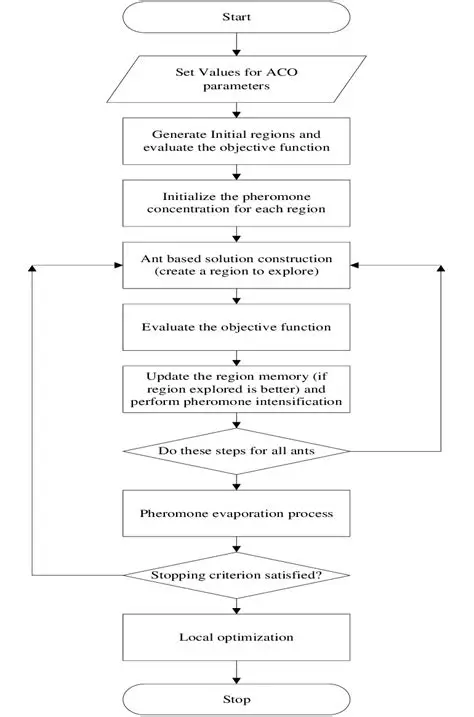 Start
Set Values for ACO
parameters
Generate Initial regions and
evaluate the objective function
Initialize the pheromone
concentration for each region
Ant based solution construction
(create a region to explore)
Evaluate the objective function
Update the region memory (if
region explored is better) and
perform pheromone intensification
Do these steps for all ants
Pheromone evaporation process
Stopping criterion satisfied?
Local optimization
Stop